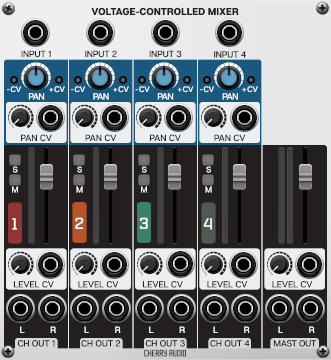 VOLTAGE-CONTROLLED MIXER
INPUT 1 INPUT 2 INPUT 3 INPUT 4
-CV +CV -CV +CV -CV +CV -CV +CV
PAN PAN PAN PAN
PAN CV PAN CV PAN CV PAN CV
S S S S
M M M M
1 2 3 4
LEVEL CV LEVEL CV LEVEL CV LEVEL CV
L R L R L R L R L R
CH OUT 1 CH OUT 2 CH OUT 3 CH OUT 4 MAST OUT
CHERRY AUDIO